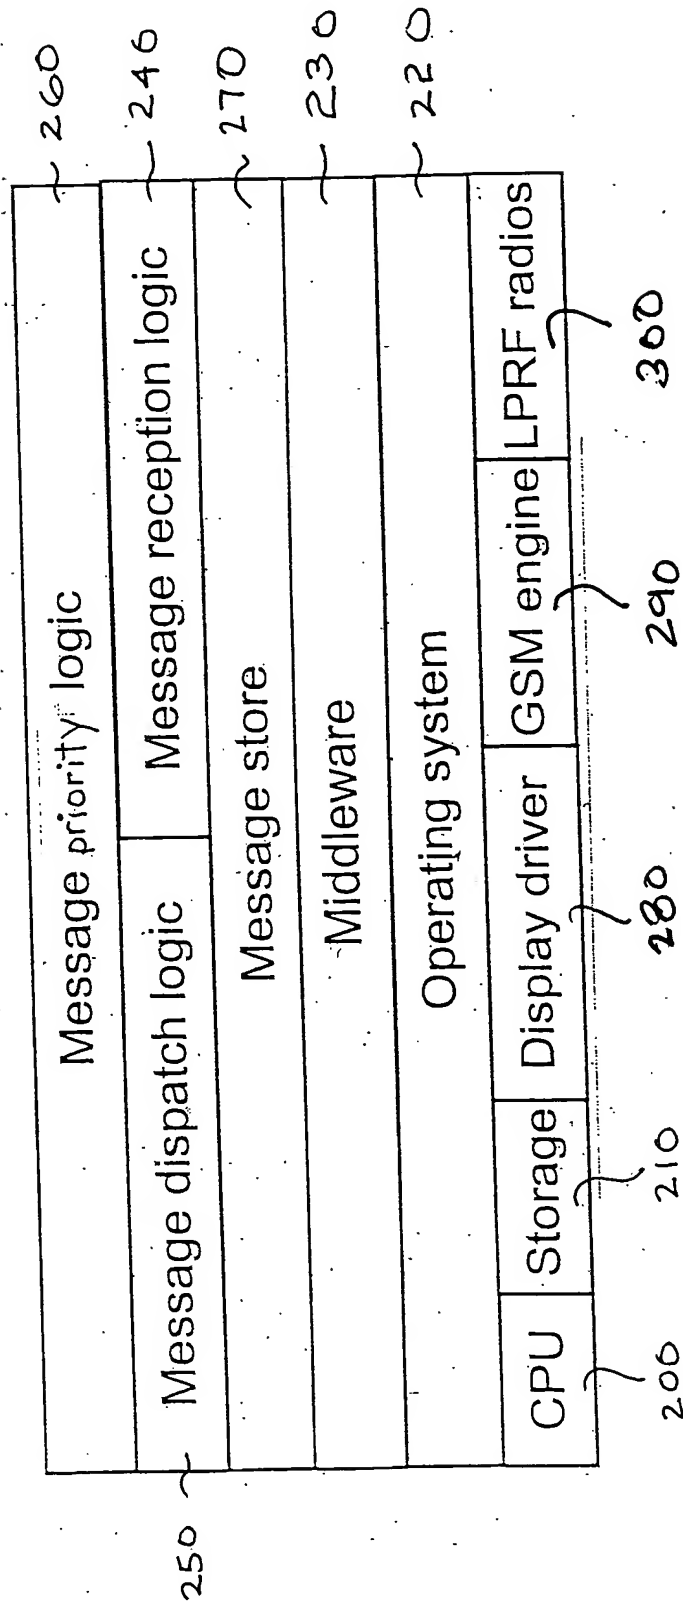 Message priority logic
260
250
Message dispatch logic
Message reception logic
240
Message store
270
Middleware
230
Operating system
220
CPU
Storage
Display driver
GSM engine
LPRF radios
200
210
280
290
300